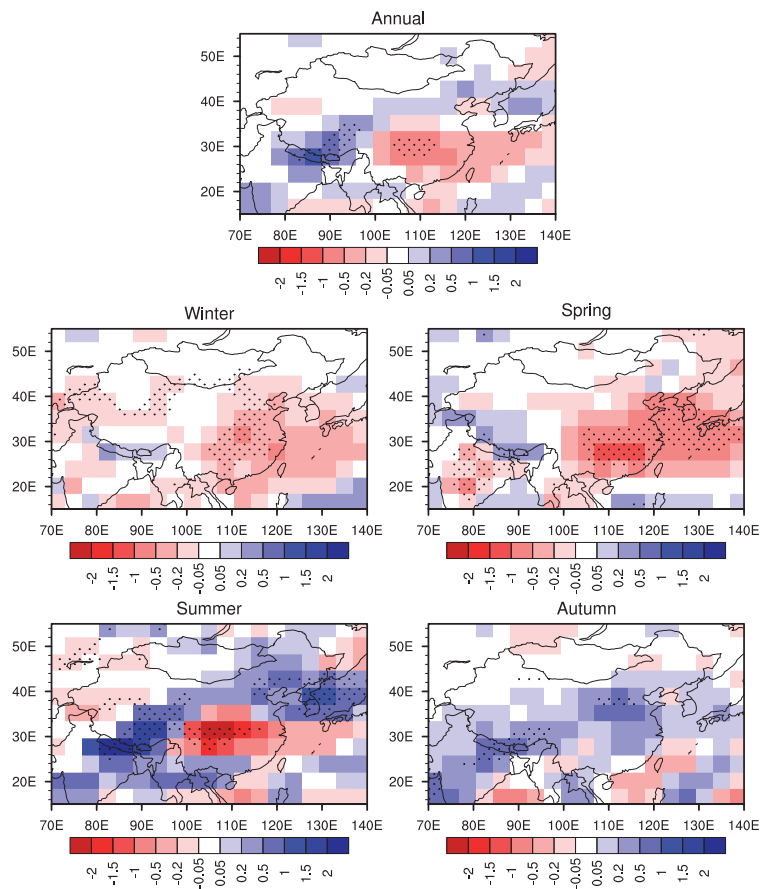 Annual
50E
40E
30E
20E
70E 80E 90E 100E 110E 120E 130E 140E
-2 -1.5 -1 -0.5 -0.2 -0.05 0.05 0.2 0.5 1 1.5 2
Winter Spring
50E 50E
40E 40E
30E 30E
20E 20E
70E 80E 90E 100E 110E 120E 130E 140E 70E 80E 90E 100E 110E 120E 130E 140E
-2 -1.5 -1 -0.5 -0.2 -0.05 0.05 0.2 0.5 1 1.5 2 -2 -1.5 -1 -0.5 -0.2 -0.05 0.05 0.2 0.5 1 1.5 2
Summer Autumn
50E 50E
40E 40E
30E 30E
20E 20E
70E 80E 90E 100E 110E 120E 130E 140E 70E 80E 90E 100E 110E 120E 130E 140E
-2 -1.5 -1 -0.5 -0.2 -0.05 0.05 0.2 0.5 1 1.5 2 -2 -1.5 -1 -0.5 -0.2 -0.05 0.05 0.2 0.5 1 1.5 2